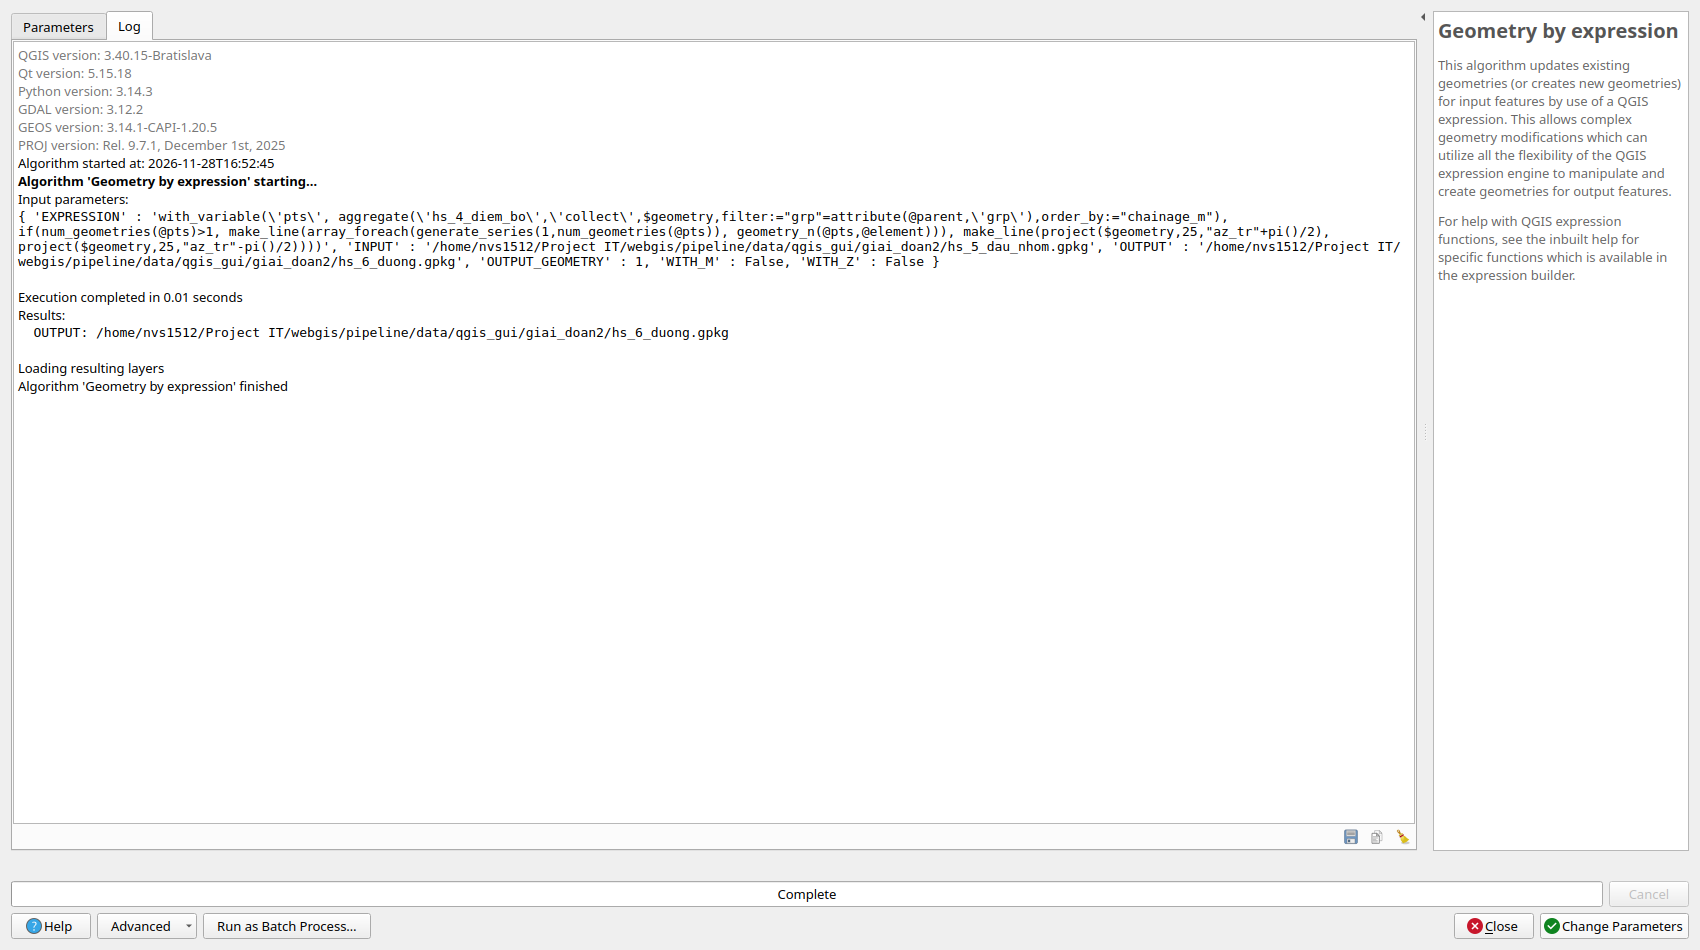 Parameters
Log
QGIS version: 3.40.15-Bratislava
Qt version: 5.15.18
Python version: 3.14.3
GDAL version: 3.12.2
GEOS version: 3.14.1-CAPI-1.20.5
PROJ version: Rel. 9.7.1, December 1st, 2025
Algorithm started at: 2026-11-28T16:52:45
Algorithm 'Geometry by expression' starting…
Input parameters:
{ 'EXPRESSION' : 'with_variable(\'pts\', aggregate(\'hs_4_diem_bo\',\'collect\',$geometry,filter:="grp"=attribute(@parent,\'grp\'),order_by:="chainage_m"),
if(num_geometries(@pts)>1, make_line(array_foreach(generate_series(1,num_geometries(@pts)), geometry_n(@pts,@element))), make_line(project($geometry,25,"az_tr"+pi()/2),
project($geometry,25,"az_tr"-pi()/2))))', 'INPUT' : '/home/nvs1512/Project IT/webgis/pipeline/data/qgis_gui/giai_doan2/hs_5_dau_nhom.gpkg', 'OUTPUT' : '/home/nvs1512/Project IT/
webgis/pipeline/data/qgis_gui/giai_doan2/hs_6_duong.gpkg', 'OUTPUT_GEOMETRY' : 1, 'WITH_M' : False, 'WITH_Z' : False }
Execution completed in 0.01 seconds
Results:
OUTPUT: /home/nvs1512/Project IT/webgis/pipeline/data/qgis_gui/giai_doan2/hs_6_duong.gpkg
Loading resulting layers
Algorithm 'Geometry by expression' finished
Geometry by expression
This algorithm updates existing
geometries (or creates new geometries)
for input features by use of a QGIS
expression. This allows complex
geometry modifications which can
utilize all the flexibility of the QGIS
expression engine to manipulate and
create geometries for output features.
For help with QGIS expression
functions, see the inbuilt help for
specific functions which is available in
the expression builder.
Complete
Cancel
Help
Advanced
Run as Batch Process…
Close
Change Parameters